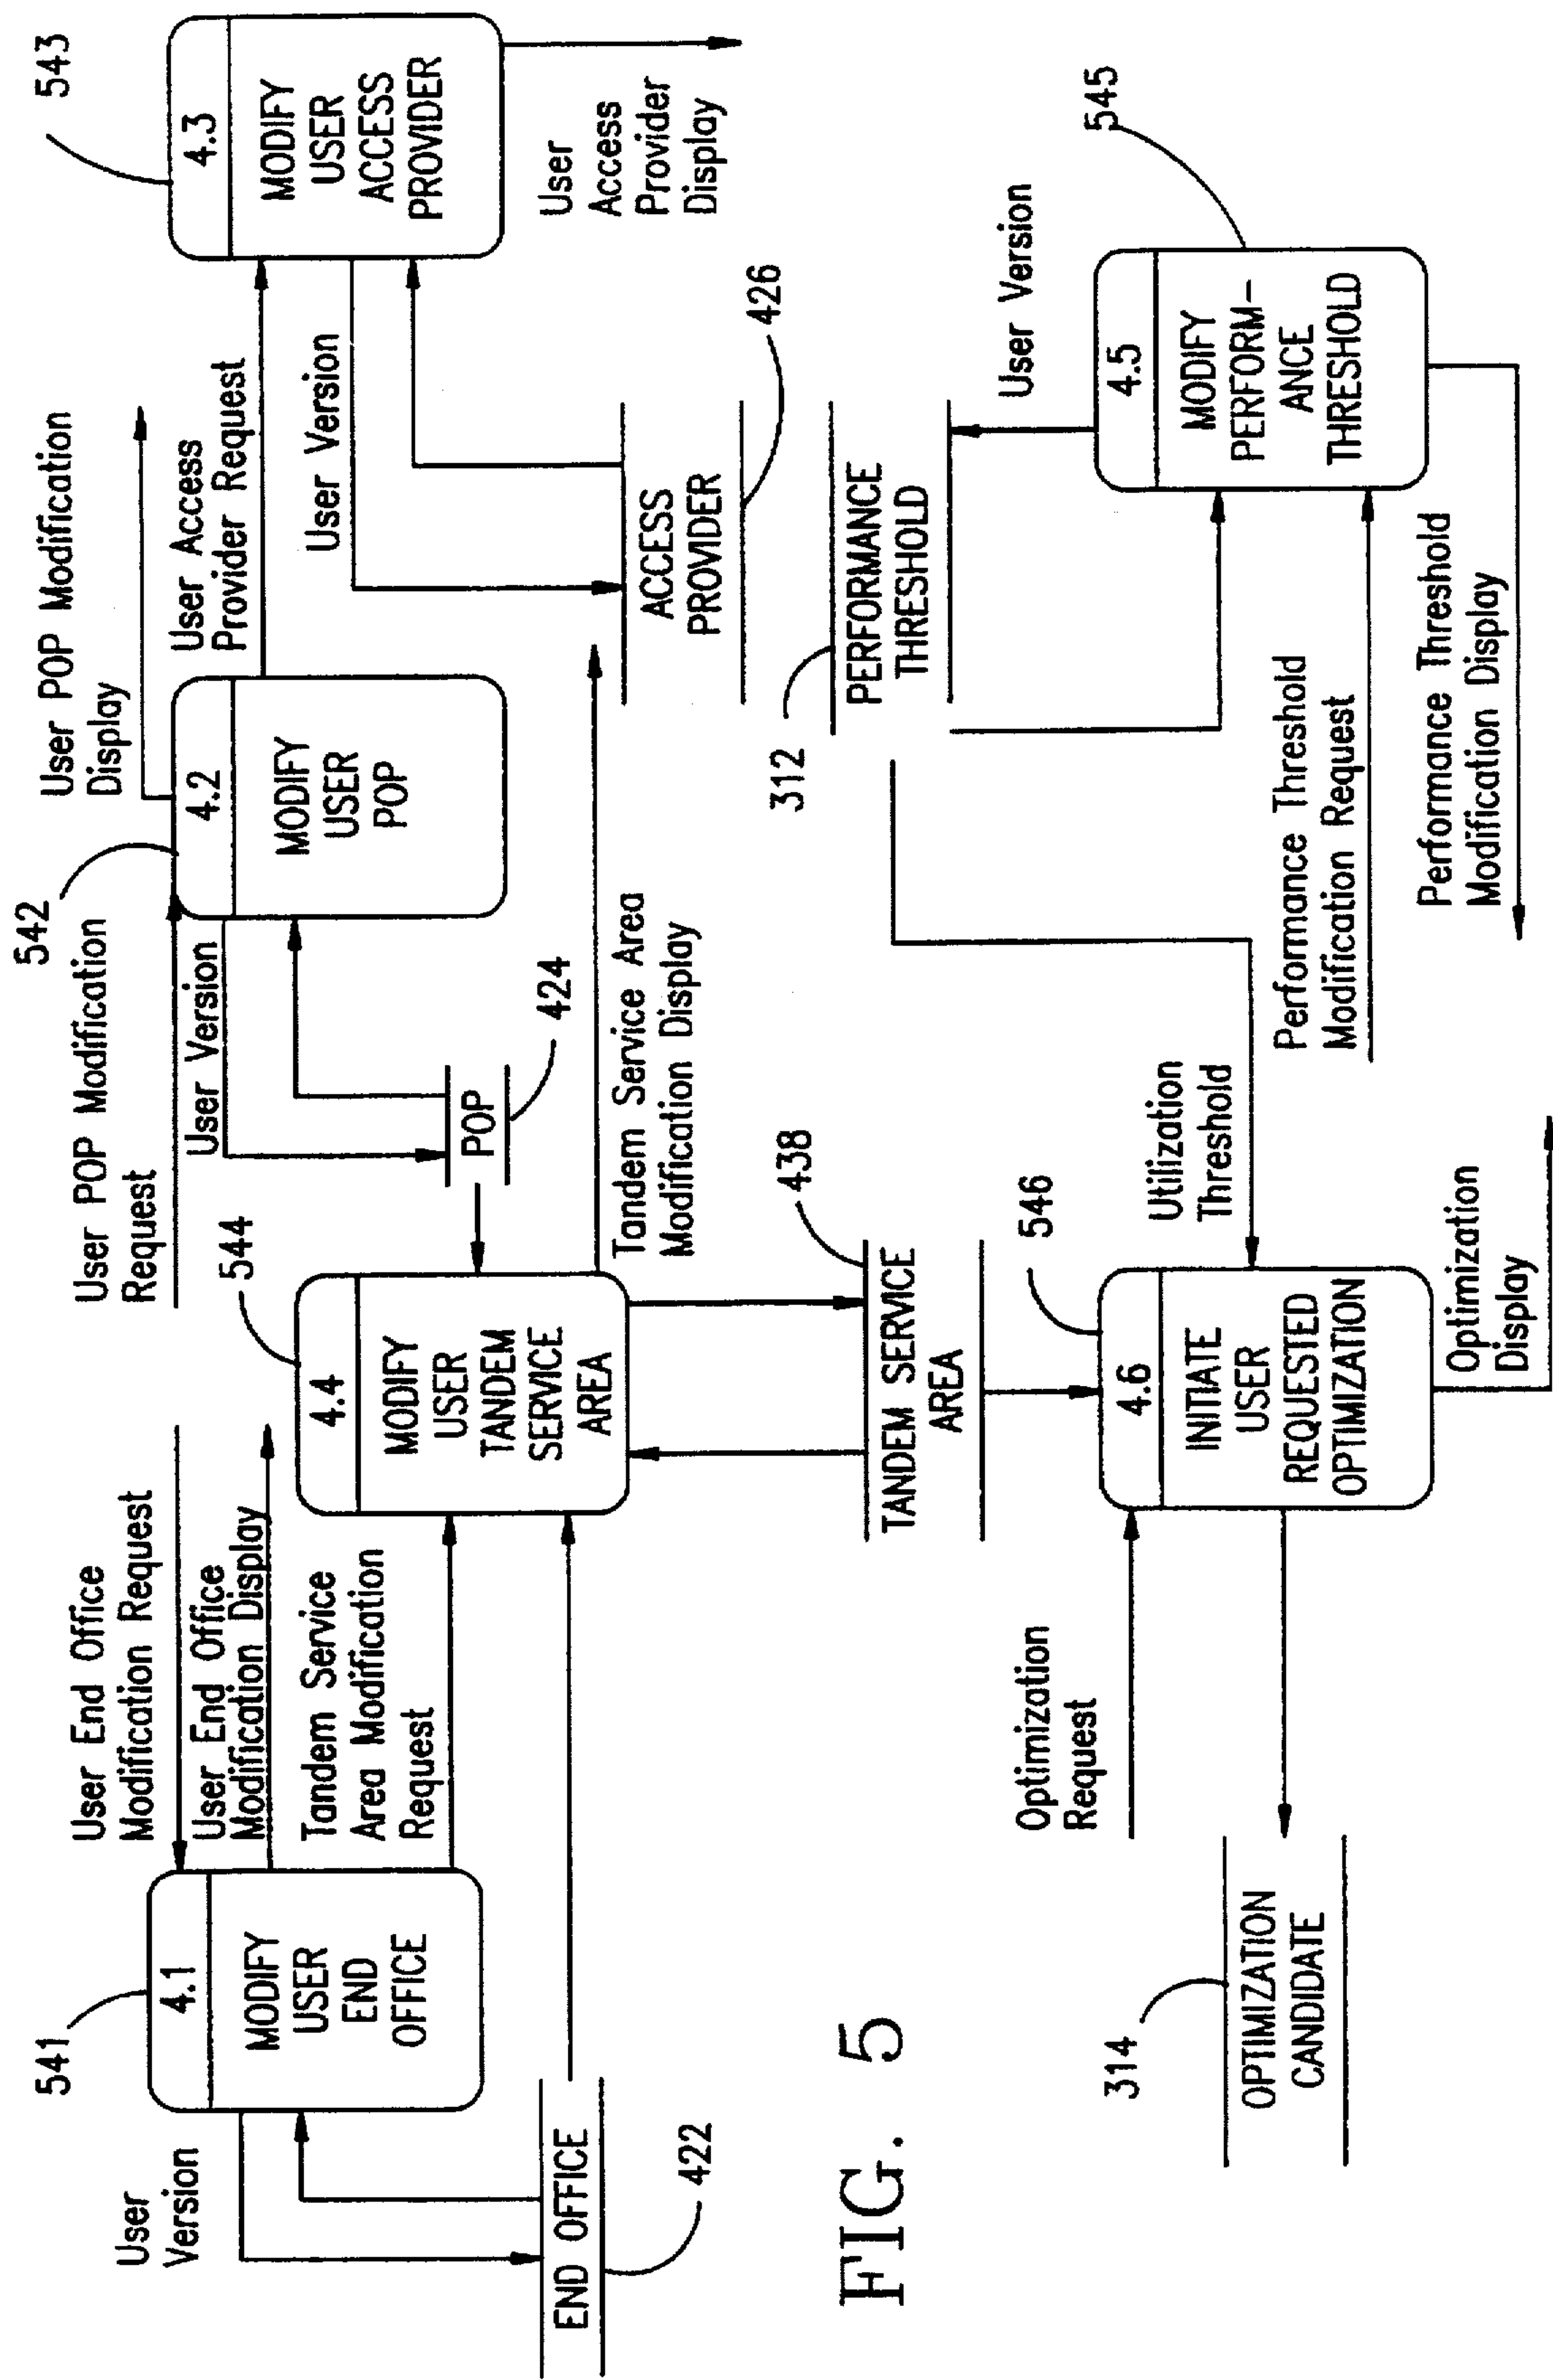 541
4.1
MODIFY
USER
END
OFFICE
User
Version
END OFFICE
422
User End Office
Modification Request
User End Office
Modification Display
Tandem Service
Area Modification
Request
544
4.4
MODIFY
USER
TANDEM
SERVICE
AREA
User POP Modification
Request
User Version
POP
424
542
4.2
MODIFY
USER
POP
User POP Modification
Display
Tandem Service Area
Modification Display
User Access
Provider Request
User Version
543
4.3
MODIFY
USER
ACCESS
PROVIDER
User
Access
Provider
Display
ACCESS
PROVIDER
426
TANDEM SERVICE
AREA
438
312
PERFORMANCE
THRESHOLD
User Version
545
4.5
MODIFY
PERFORM-
ANCE
THRESHOLD
Performance Threshold
Modification Request
Performance Threshold
Modification Display
Utilization
Threshold
546
4.6
INITIATE
USER
REQUESTED
OPTIMIZATION
Optimization
Request
Optimization
Display
314
OPTIMIZATION
CANDIDATE
FIG. 5